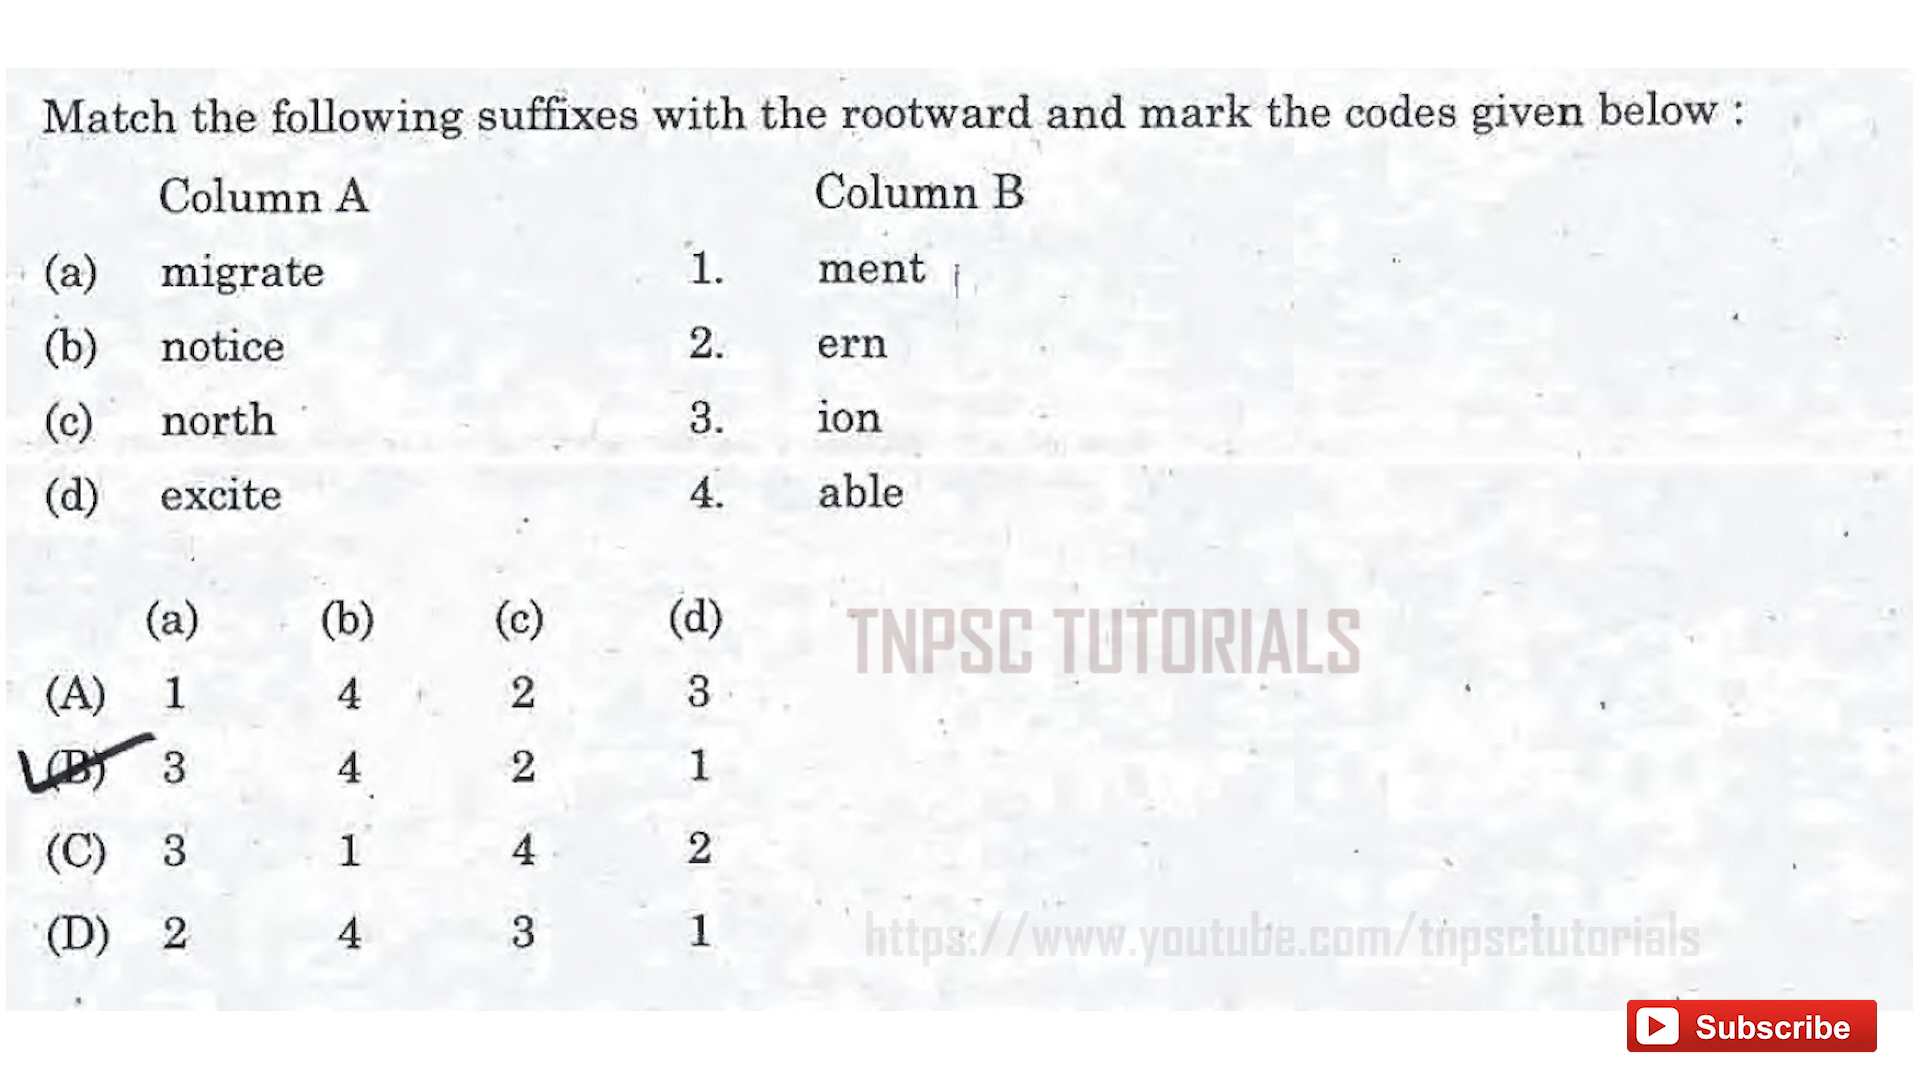 Match the following suffixes with the rootward and mark the codes given below :
Column A Column B
(a) migrate 1. ment
(b) notice 2. ern
(c) north 3. ion
(d) excite 4. able
(a) (b) (c) (d)
(A) 1 4 2 3
(B) 3 4 2 1
(C) 3 1 4 2
(D) 2 4 3 1
TNPSC TUTORIALS
https://www.youtube.com/tnpsctutorials
Subscribe